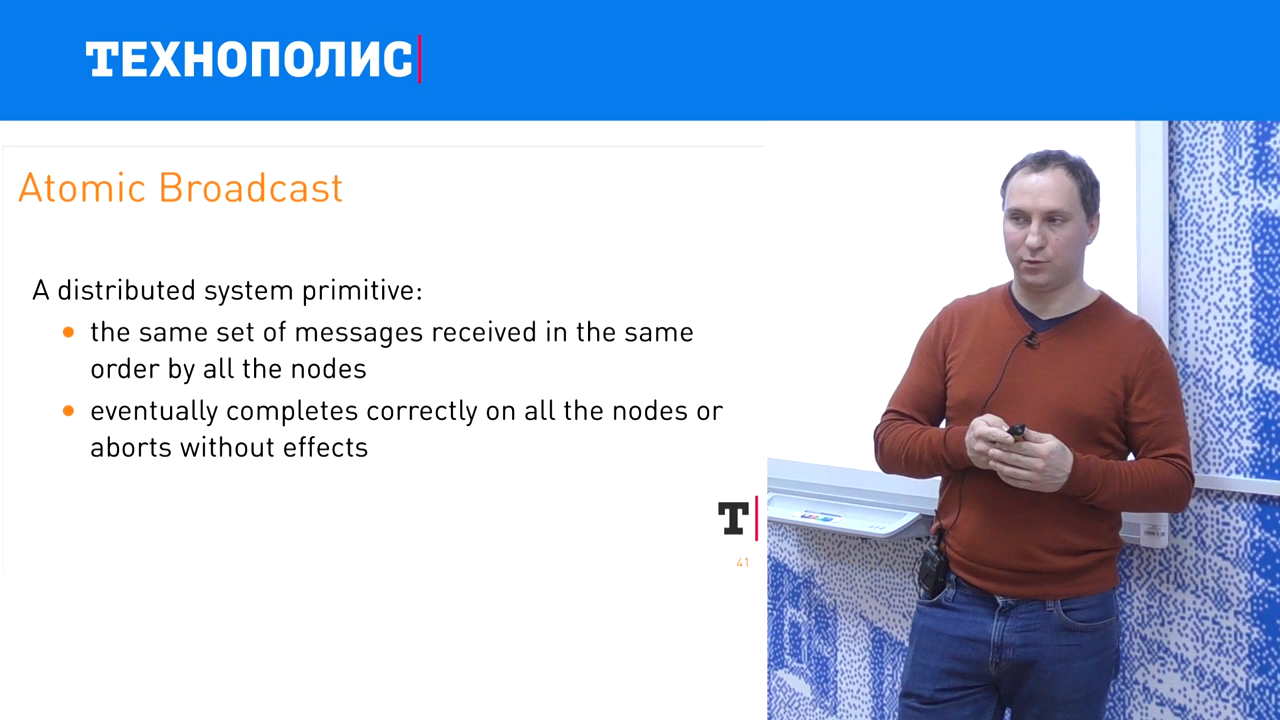 ТЕХНОПОЛИС
Atomic Broadcast
A distributed system primitive:
• the same set of messages received in the same
order by all the nodes
• eventually completes correctly on all the nodes or
aborts without effects
Т
41